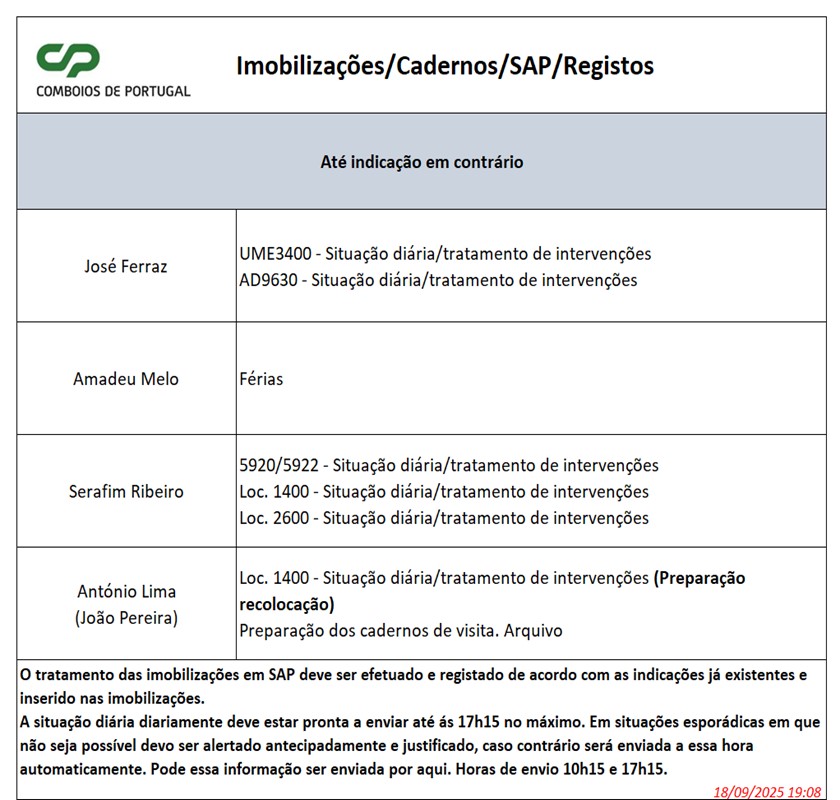 CP
COMBOIOS DE PORTUGAL
Imobilizações/Cadernos/SAP/Registos
Até indicação em contrário
José Ferraz
UME3400 - Situação diária/tratamento de intervenções
AD9630 - Situação diária/tratamento de intervenções
Amadeu Melo
Férias
Serafim Ribeiro
5920/5922 - Situação diária/tratamento de intervenções
Loc. 1400 - Situação diária/tratamento de intervenções
Loc. 2600 - Situação diária/tratamento de intervenções
António Lima
(João Pereira)
Loc. 1400 - Situação diária/tratamento de intervenções (Preparação
recolocação)
Preparação dos cadernos de visita. Arquivo
O tratamento das imobilizações em SAP deve ser efetuado e registado de acordo com as indicações já existentes e
inserido nas imobilizações.
A situação diária diariamente deve estar pronta a enviar até ás 17h15 no máximo. Em situações esporádicas em que
não seja possível devo ser alertado antecipadamente e justificado, caso contrário será enviada a essa hora
automaticamente. Pode essa informação ser enviada por aqui. Horas de envio 10h15 e 17h15.
18/09/2025 19:08